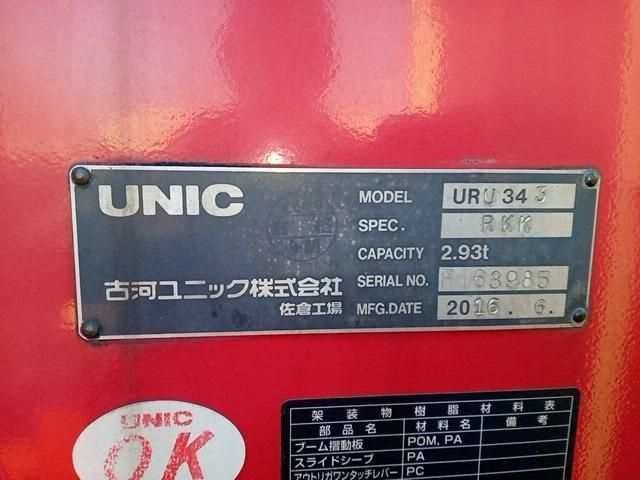 UNIC
MODEL URU343
SPEC. RKK
CAPACITY 2.93t
古河ユニック株式会社
SERIAL NO. F163985
佐倉工場
MFG.DATE 2016.6.
UNIC
OK
架装物樹脂材料表
部品名 材料 備考
ブーム摺動板 POM, PA
スライドシーブ PA
アウトリガワンタッチレバー PC